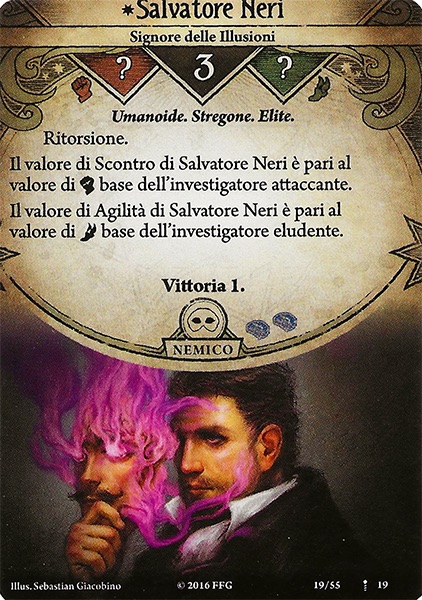 *Salvatore Neri
Signore delle Illusioni
? 3 ?
Umanoide. Stregone. Elite.
Ritorsione.
Il valore di Scontro di Salvatore Neri è pari al
valore di base dell'investigatore attaccante.
Il valore di Agilità di Salvatore Neri è pari al
valore di base dell'investigatore eludente.
Vittoria 1.
NEMICO
Illus. Sebastian Giacobino © 2016 FFG 19/55 19